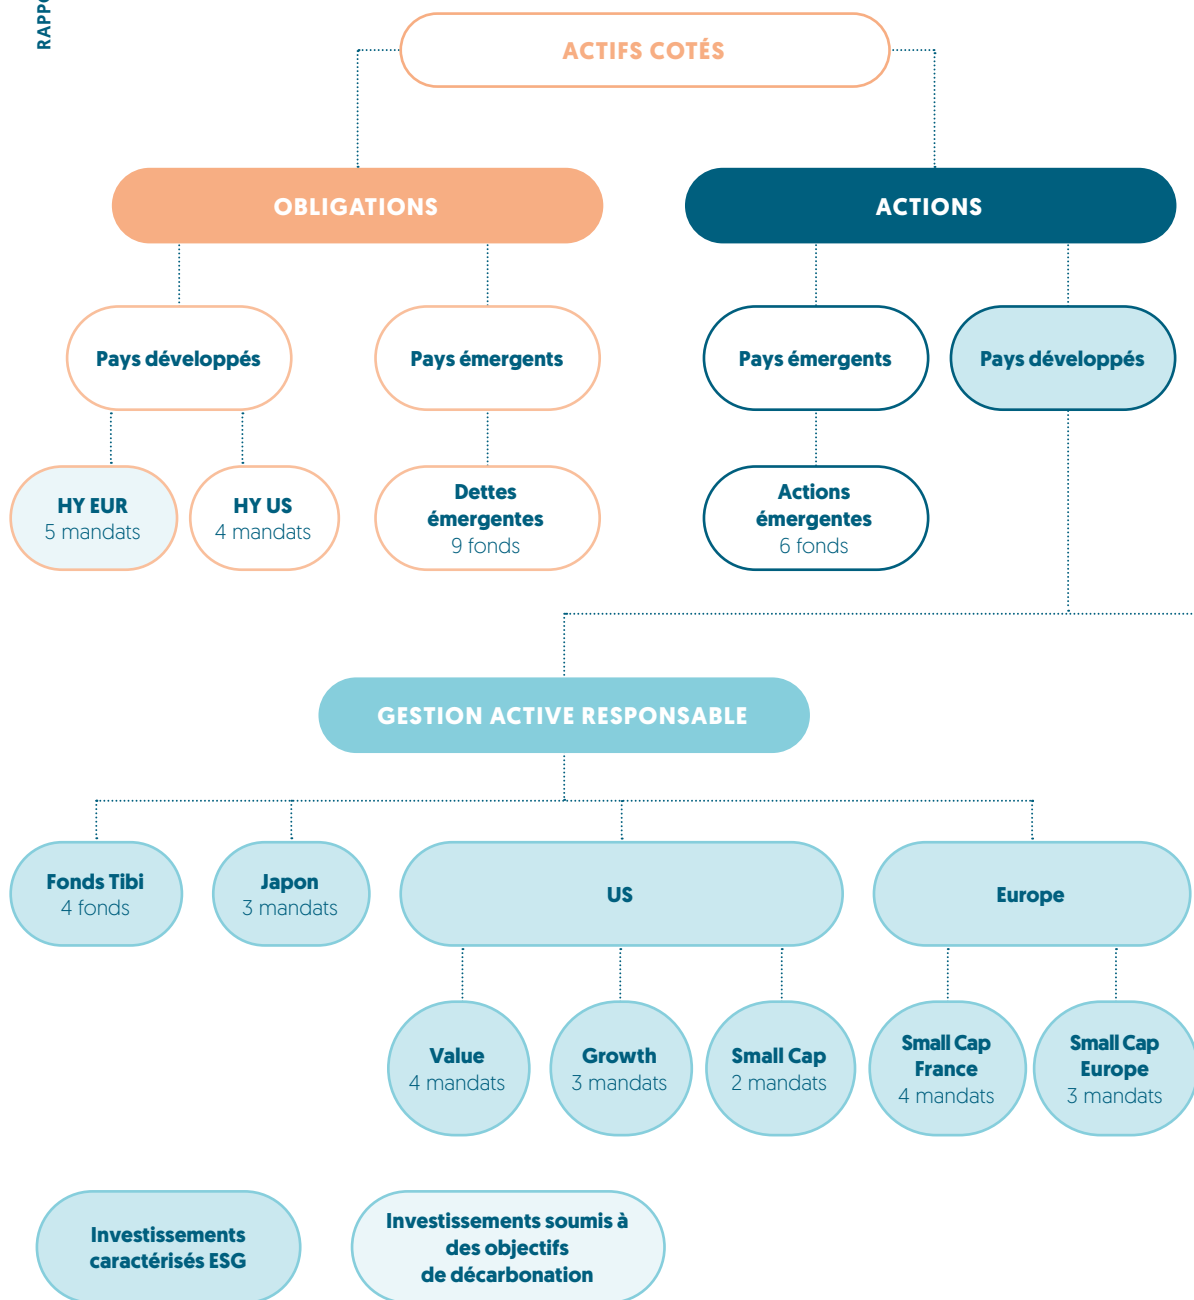 ACTIFS COTÉS
OBLIGATIONS
ACTIONS
Pays développés
Pays émergents
Pays émergents
Pays développés
HY EUR
5 mandats
HY US
4 mandats
Dettes
émergentes
9 fonds
Actions
émergentes
6 fonds
GESTION ACTIVE RESPONSABLE
Fonds Tibi
4 fonds
Japon
3 mandats
US
Europe
Value
4 mandats
Growth
3 mandats
Small Cap
2 mandats
Small Cap
France
4 mandats
Small Cap
Europe
3 mandats
Investissements
caractérisés ESG
Investissements soumis à
des objectifs
de décarbonation